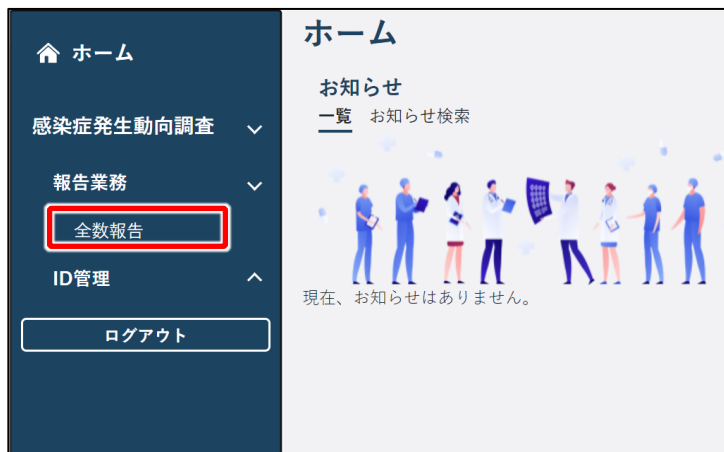 ホーム
感染症発生動向調査
報告業務
全数報告
ID管理
ログアウト
ホーム
お知らせ
一覧 お知らせ検索
現在、お知らせはありません。